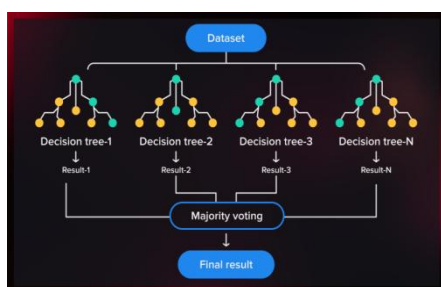 Dataset
Decision tree-1 Decision tree-2 Decision tree-3 Decision tree-N
Result-1 Result-2 Result-3 Result-N
Majority voting
Final result